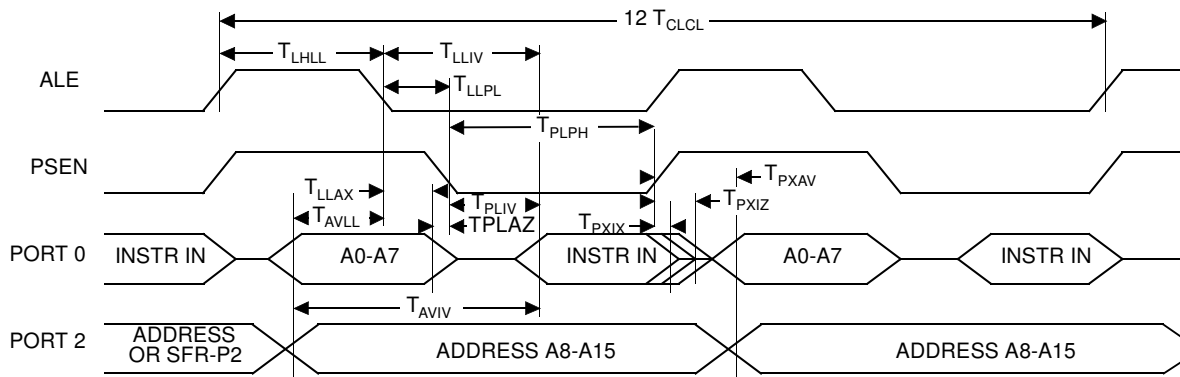 12 TCLCL
TLHLL
TLLIV
ALE
TLLPL
TPLPH
PSEN
TPXAV
TLLAX
TPLIV
TPXIZ
TAVLL
TPLAZ
TPXIX
PORT 0
INSTR IN
A0-A7
INSTR IN
A0-A7
INSTR IN
TAVIV
PORT 2
ADDRESS
OR SFR-P2
ADDRESS A8-A15
ADDRESS A8-A15